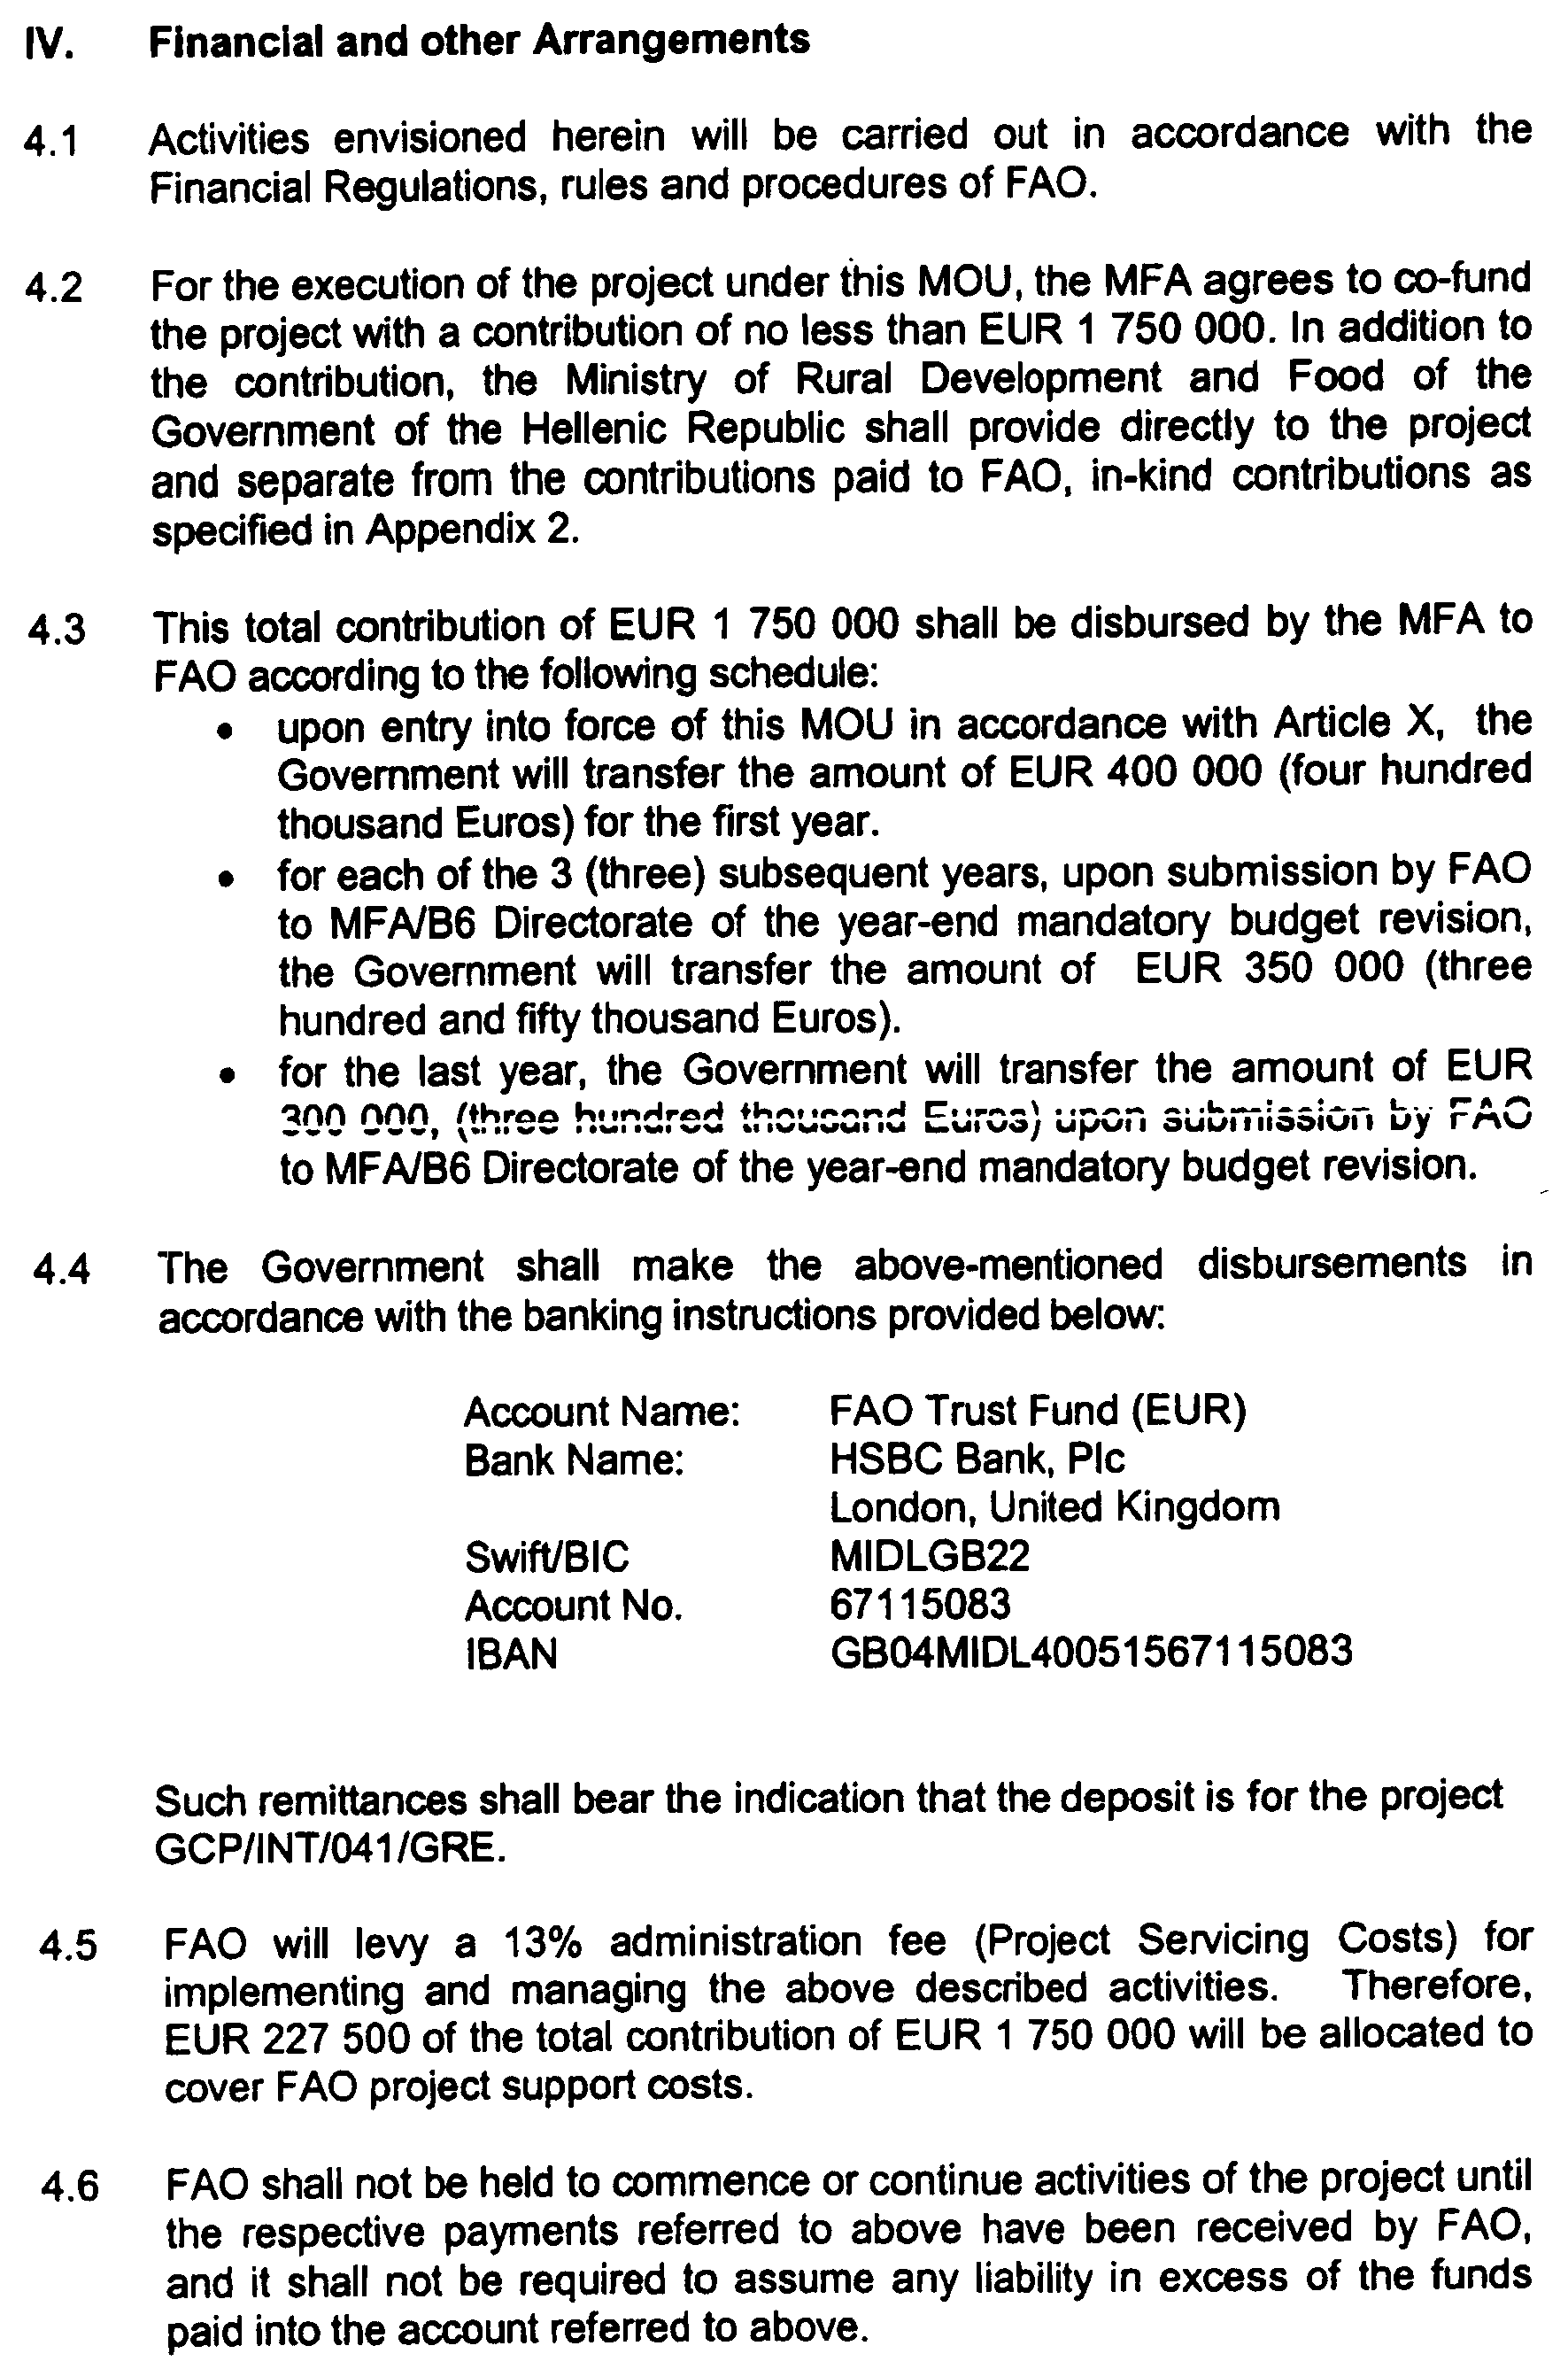 IV. Financial and other Arrangements
4.1 Activities envisioned herein will be carried out in accordance with the
Financial Regulations, rules and procedures of FAO.
4.2 For the execution of the project under this MOU, the MFA agrees to co-fund
the project with a contribution of no less than EUR 1 750 000. In addition to
the contribution, the Ministry of Rural Development and Food of the
Government of the Hellenic Republic shall provide directly to the project
and separate from the contributions paid to FAO, in-kind contributions as
specified in Appendix 2.
4.3 This total contribution of EUR 1 750 000 shall be disbursed by the MFA to
FAO according to the following schedule:
• upon entry into force of this MOU in accordance with Article X, the
Government will transfer the amount of EUR 400 000 (four hundred
thousand Euros) for the first year.
• for each of the 3 (three) subsequent years, upon submission by FAO
to MFA/B6 Directorate of the year-end mandatory budget revision,
the Government will transfer the amount of EUR 350 000 (three
hundred and fifty thousand Euros).
• for the last year, the Government will transfer the amount of EUR
300 000, (three hundred thousand Euros) upon submission by FAO
to MFA/B6 Directorate of the year-end mandatory budget revision.
4.4 The Government shall make the above-mentioned disbursements in
accordance with the banking instructions provided below:
Account Name: FAO Trust Fund (EUR)
Bank Name: HSBC Bank, Plc
London, United Kingdom
Swift/BIC MIDLGB22
Account No. 67115083
IBAN GB04MIDL40051567115083
Such remittances shall bear the indication that the deposit is for the project
GCP/INT/041/GRE.
4.5 FAO will levy a 13% administration fee (Project Servicing Costs) for
implementing and managing the above described activities. Therefore,
EUR 227 500 of the total contribution of EUR 1 750 000 will be allocated to
cover FAO project support costs.
4.6 FAO shall not be held to commence or continue activities of the project until
the respective payments referred to above have been received by FAO,
and it shall not be required to assume any liability in excess of the funds
paid into the account referred to above.